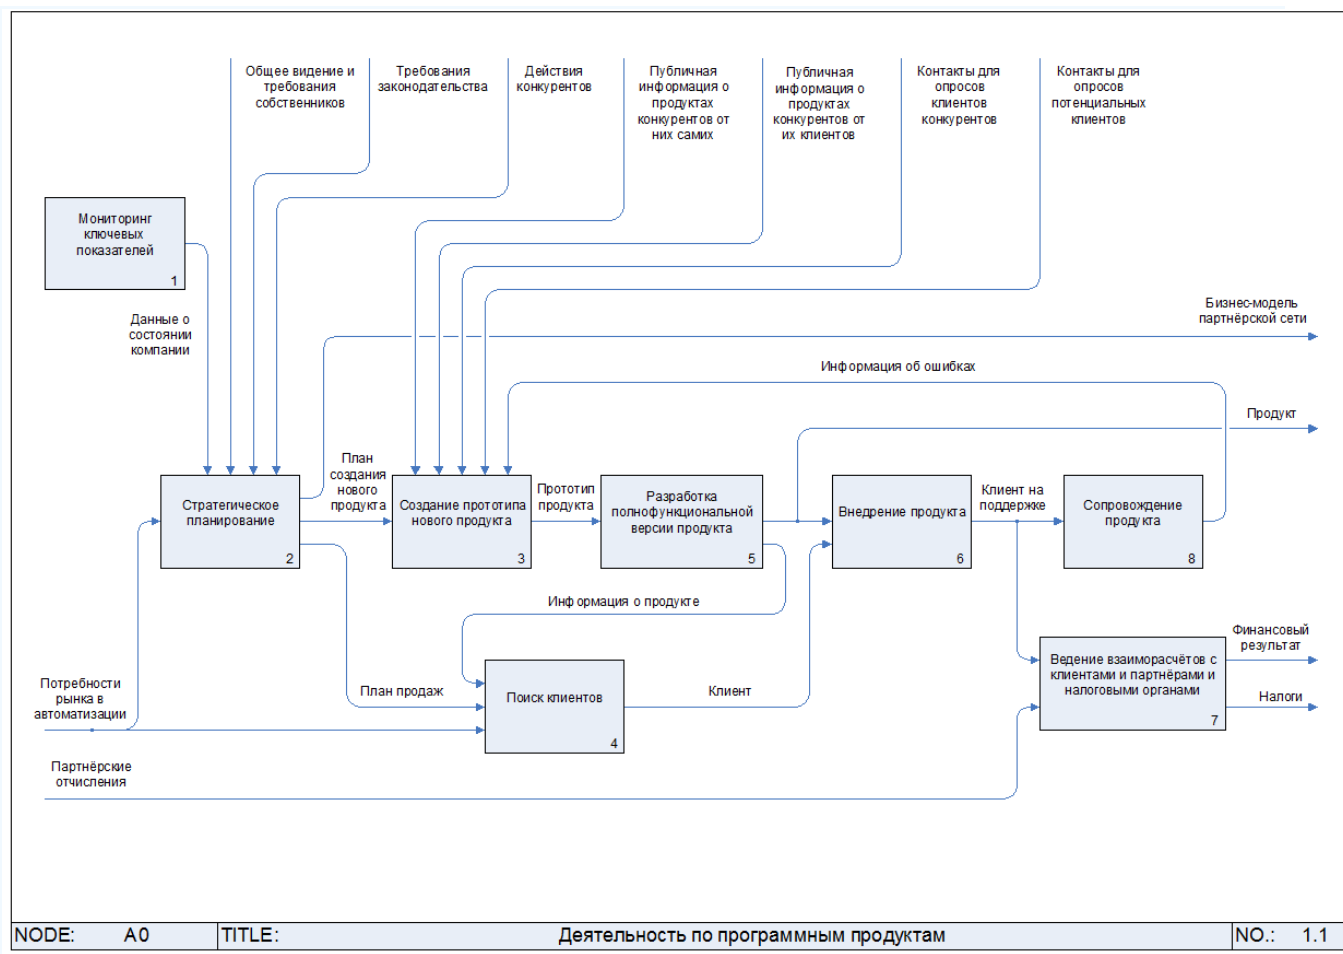 Общее видение и
требования
собственников
Требования
законодательства
Действия
конкурентов
Публичная
информация о
продуктах
конкурентов от
них самих
Публичная
информация о
продуктах
конкурентов от
их клиентов
Контакты для
опросов
клиентов
конкурентов
Контакты для
опросов
потенциальных
клиентов
Мониторинг
ключевых
показателей
1
Данные о
состоянии
компании
Бизнес-модель
партнёрской сети
Информация об ошибках
Продукт
Стратегическое
планирование
2
План
создания
нового
продукта
Создание прототипа
нового продукта
3
Прототип
продукта
Разработка
полнофункциональной
версии продукта
5
Внедрение продукта
6
Клиент на
поддержке
Сопровождение
продукта
8
Информация о продукте
Потребности
рынка в
автоматизации
План продаж
Поиск клиентов
4
Клиент
Ведение взаиморасчётов с
клиентами и партнёрами и
налоговыми органами
7
Финансовый
результат
Налоги
Партнёрские
отчисления
NODE: A0 TITLE: Деятельность по программным продуктам NO.: 1.1